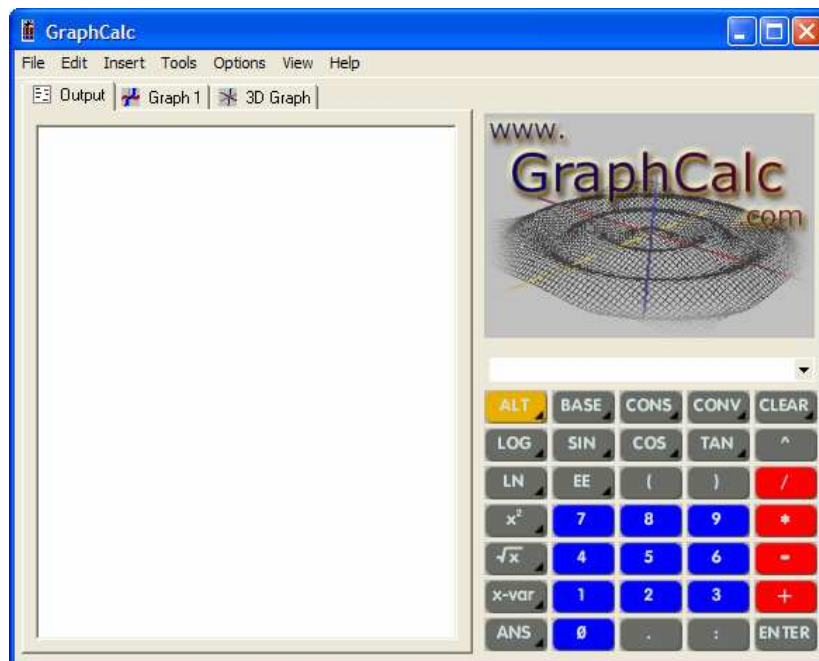 GraphCalc
File Edit Insert Tools Options View Help
Output Graph 1 3D Graph
www.
GraphCalc
.com
ALT BASE CONS CONV CLEAR
LOG SIN COS TAN ^
LN EE ( ) /
x² 7 8 9 *
√x 4 5 6 -
x-var 1 2 3 +
ANS 0 . : ENTER